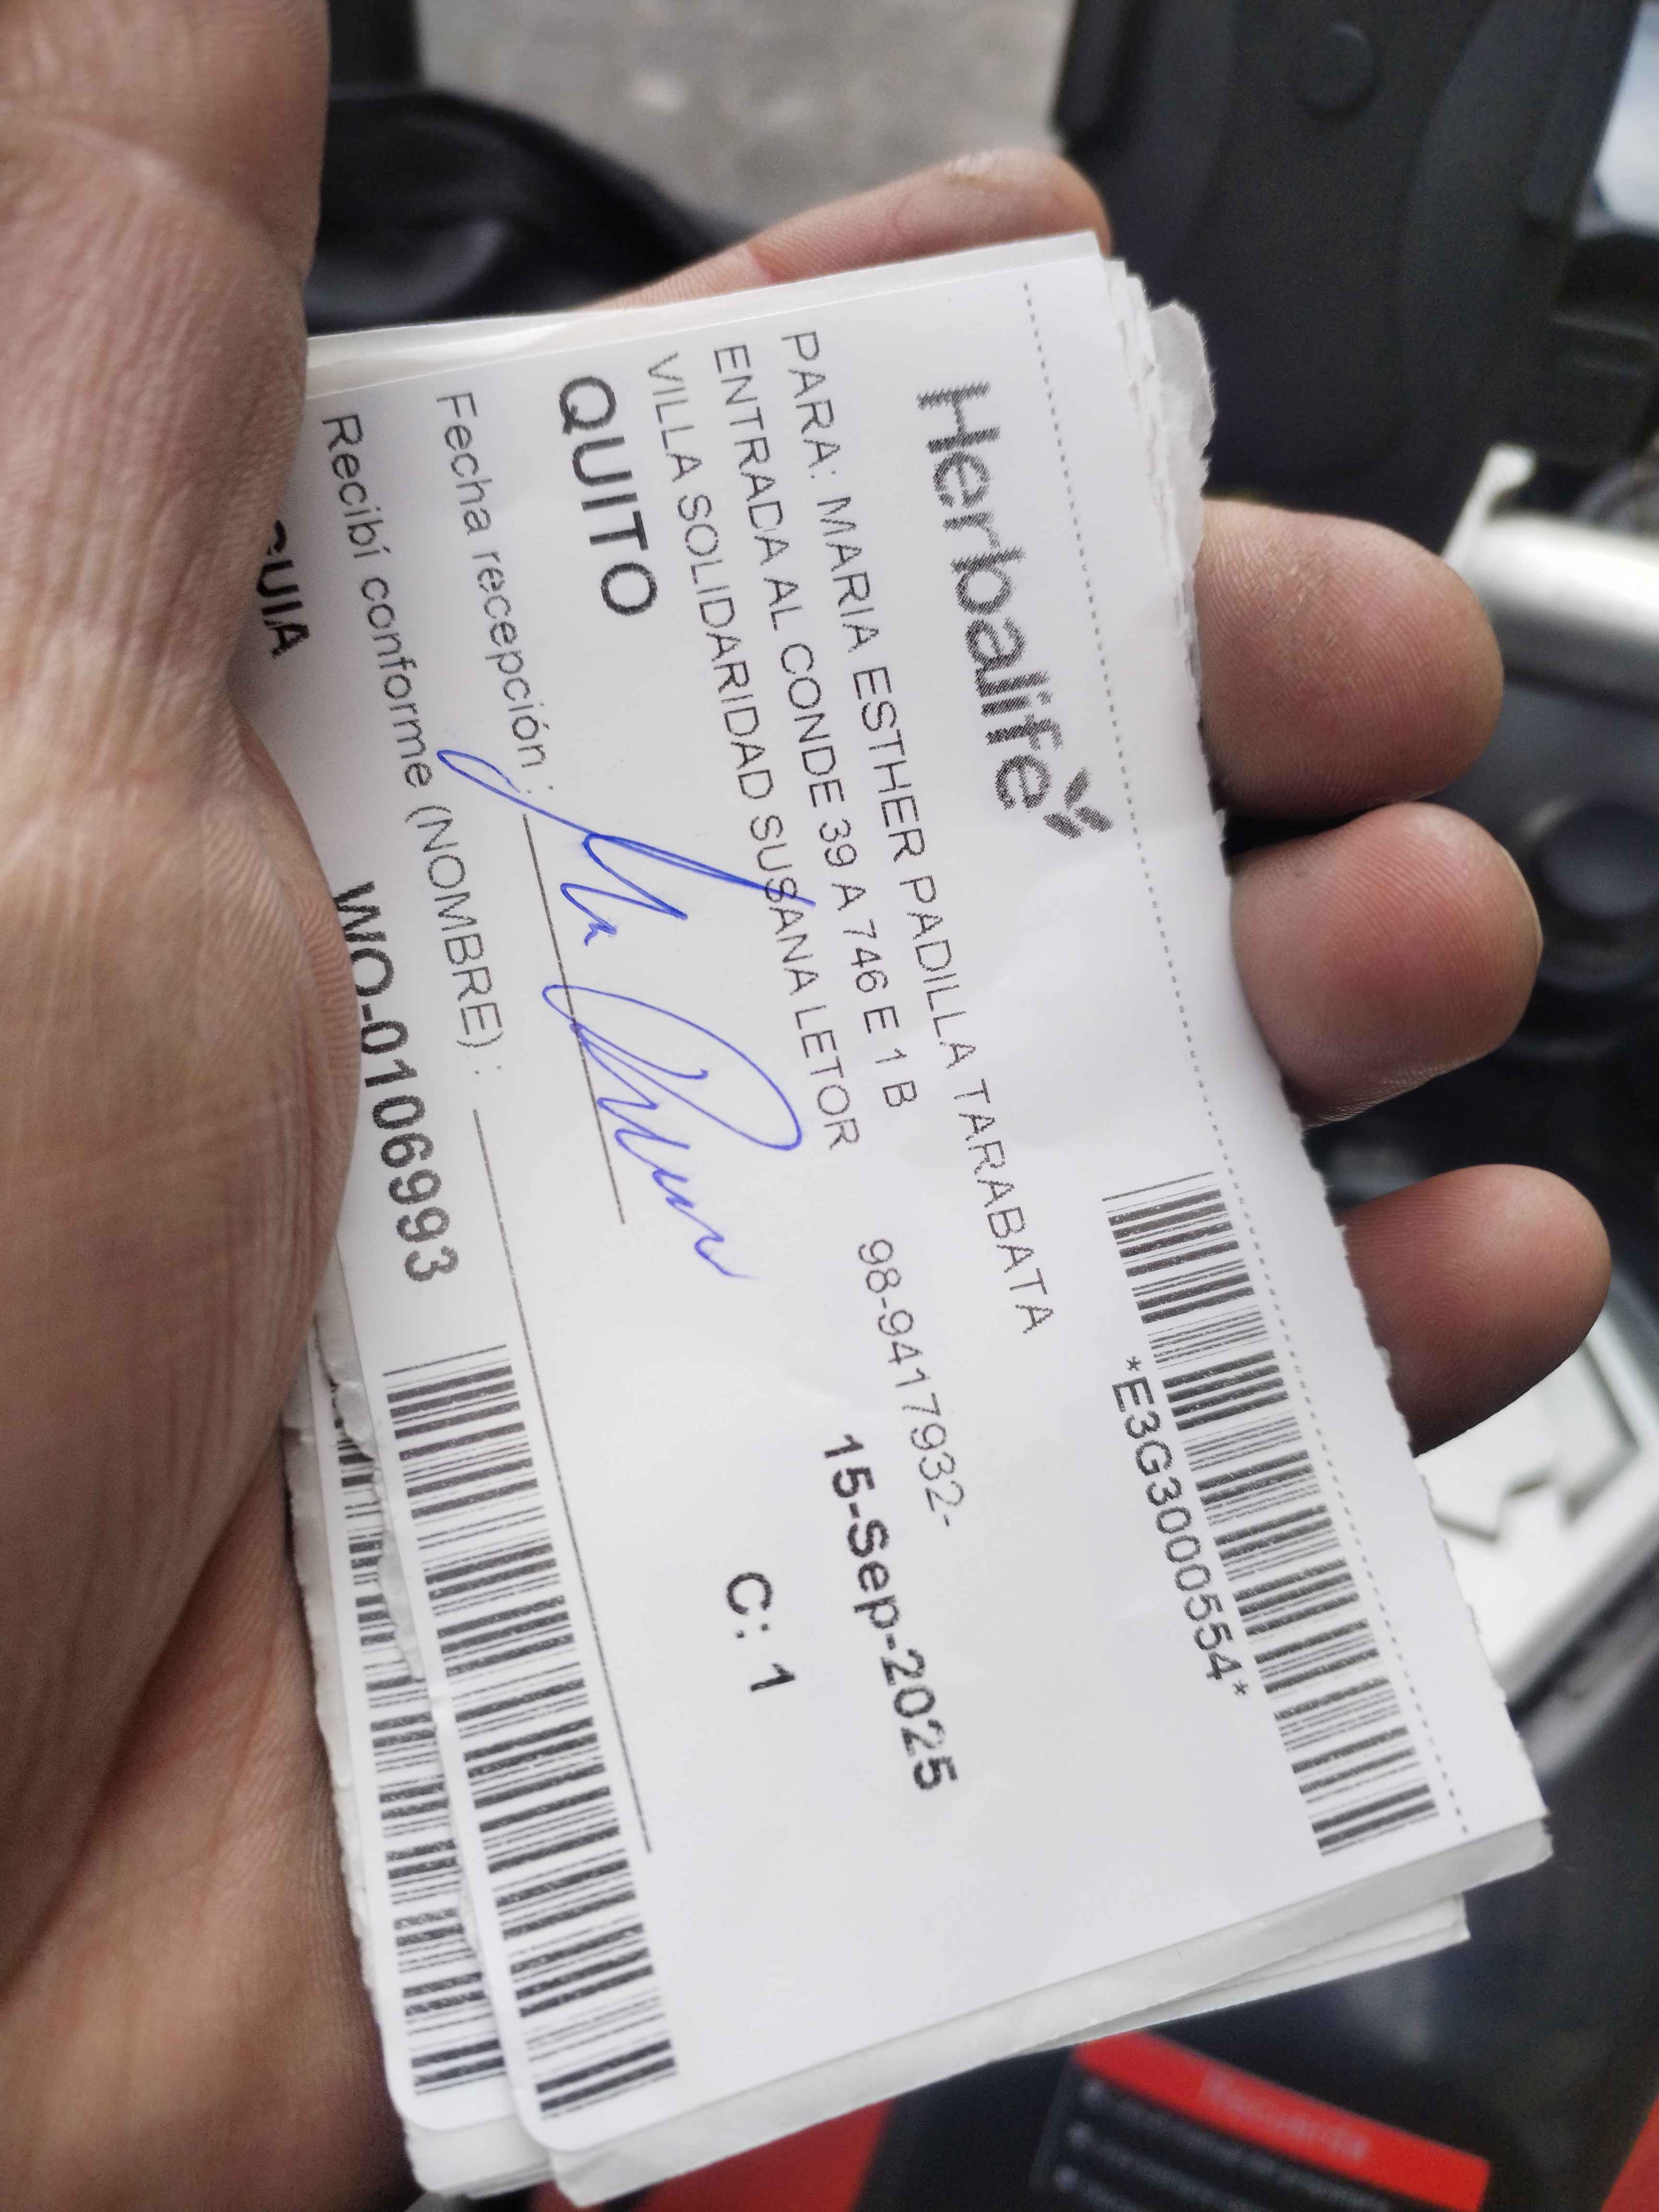 *E3G300554*
Herbalife
PARA: MARIA ESTHER PADILLA TARABATA
ENTRADA AL CONDE 39 A 746 E 1 B
98-9417932-
VILLA SOLIDARIDAD SUSANA LETOR
15-Sep-2025
QUITO
C: 1
Fecha recepción :
Recibí conforme (NOMBRE) :
GUIA
WO-0106993